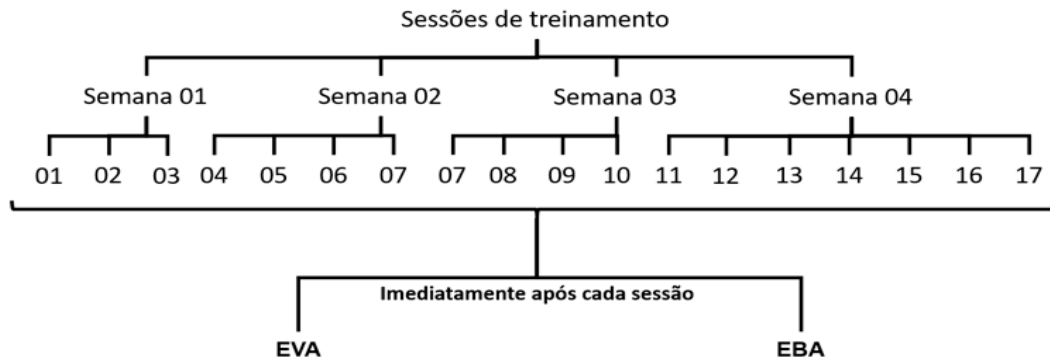 Sessões de treinamento
Semana 01 Semana 02 Semana 03 Semana 04
01 02 03 04 05 06 07 07 08 09 10 11 12 13 14 15 16 17
Imediatamente após cada sessão
EVA EBA